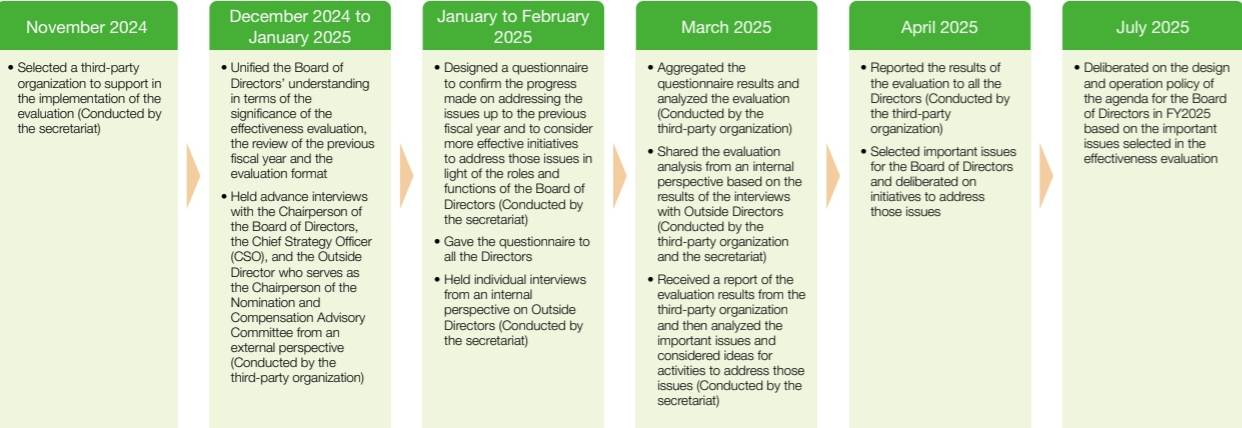 November 2024
• Selected a third-party
organization to support in
the implementation of the
evaluation (Conducted by
the secretariat)
December 2024 to
January 2025
• Unified the Board of
Directors’ understanding
in terms of the
significance of the
effectiveness evaluation,
the review of the previous
fiscal year and the
evaluation format
• Held advance interviews
with the Chairperson of
the Board of Directors,
the Chief Strategy Officer
(CSO), and the Outside
Director who serves as
the Chairperson of the
Nomination and
Compensation Advisory
Committee from an
external perspective
(Conducted by the
third-party organization)
January to February
2025
• Designed a questionnaire
to confirm the progress
made on addressing the
issues up to the previous
fiscal year and to consider
more effective initiatives
to address those issues in
light of the roles and
functions of the Board of
Directors (Conducted by
the secretariat)
• Gave the questionnaire to
all the Directors
• Held individual interviews
from an internal
perspective on Outside
Directors (Conducted by
the secretariat)
March 2025
• Aggregated the
questionnaire results and
analyzed the evaluation
(Conducted by the
third-party organization)
• Shared the evaluation
analysis from an internal
perspective based on the
results of the interviews
with Outside Directors
(Conducted by the
third-party organization
and the secretariat)
• Received a report of the
evaluation results from the
third-party organization
and then analyzed the
important issues and
considered ideas for
activities to address those
issues (Conducted by the
secretariat)
April 2025
• Reported the results of
the evaluation to all the
Directors (Conducted by
the third-party
organization)
• Selected important issues
for the Board of Directors
and deliberated on
initiatives to address
those issues
July 2025
• Deliberated on the design
and operation policy of
the agenda for the Board
of Directors in FY2025
based on the important
issues selected in the
effectiveness evaluation